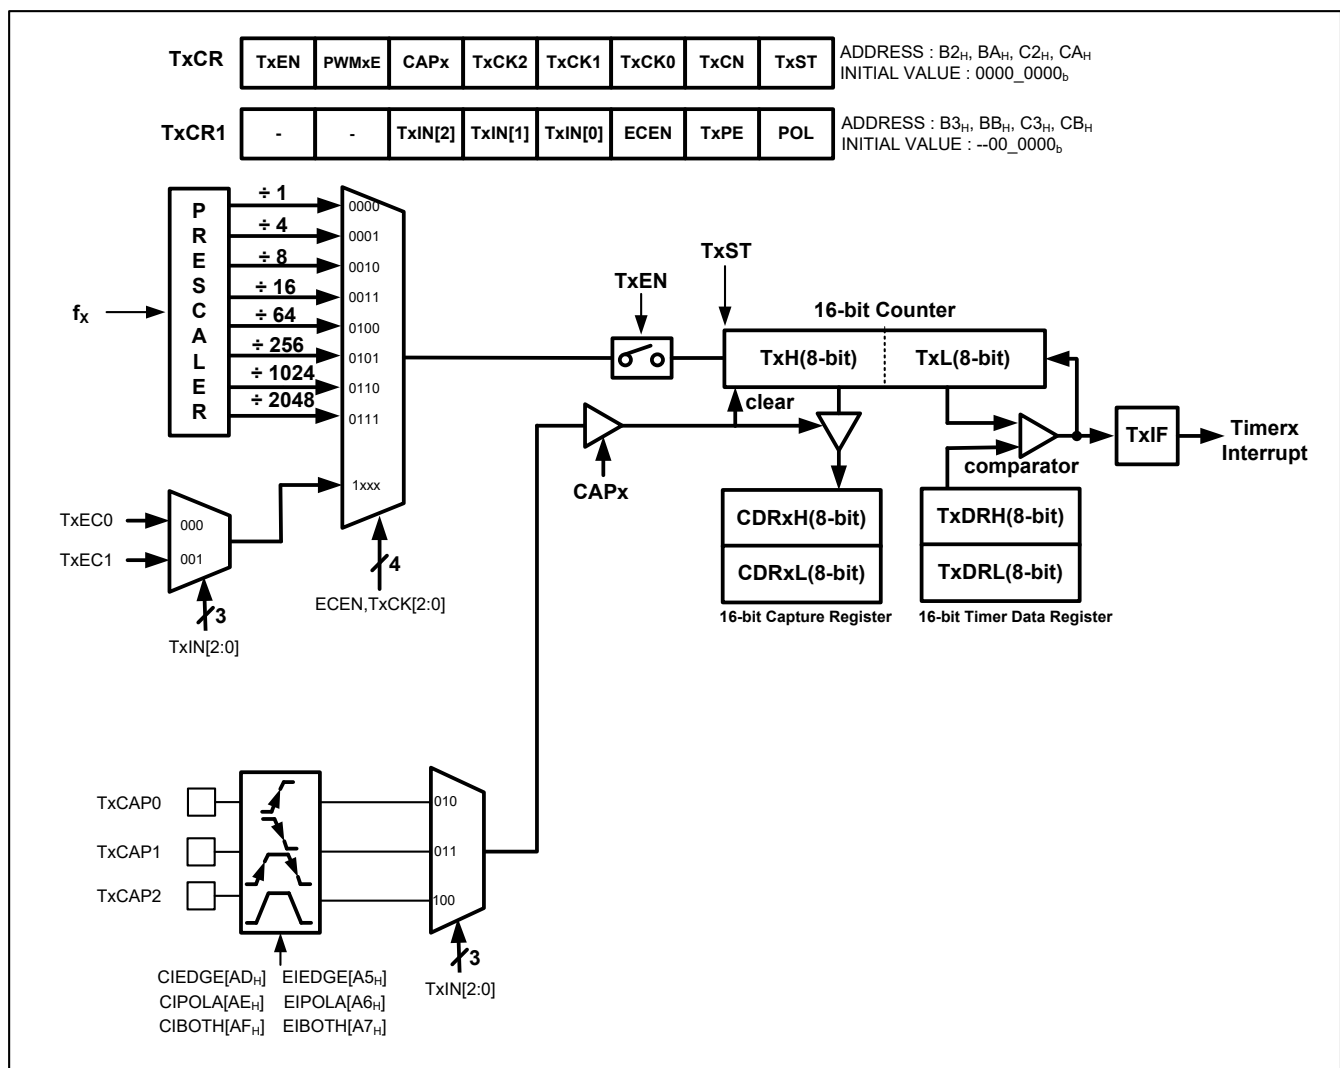 TxCR TxEN PWMxE CAPx TxCK2 TxCK1 TxCK0 TxCN TxST ADDRESS : B2H, BAH, C2H, CAH
INITIAL VALUE : 0000_0000b
TxCR1 - - TxIN[2] TxIN[1] TxIN[0] ECEN TxPE POL ADDRESS : B3H, BBH, C3H, CBH
INITIAL VALUE : --00_0000b
fX
PRESCALER
÷ 1 0000
÷ 4 0001
÷ 8 0010
÷ 16 0011
÷ 64 0100
÷ 256 0101
÷ 1024 0110
÷ 2048 0111
1xxx
4
ECEN,TxCK[2:0]
TxEC0 000
TxEC1 001
3
TxIN[2:0]
TxEN
TxST
16-bit Counter
TxH(8-bit) TxL(8-bit)
clear
CAPx
comparator
TxIF
Timerx
Interrupt
CDRxH(8-bit)
CDRxL(8-bit)
16-bit Capture Register
TxDRH(8-bit)
TxDRL(8-bit)
16-bit Timer Data Register
TxCAP0 010
TxCAP1 011
TxCAP2 100
3
TxIN[2:0]
CIEDGE[ADH] EIEDGE[A5H]
CIPOLA[AEH] EIPOLA[A6H]
CIBOTH[AFH] EIBOTH[A7H]